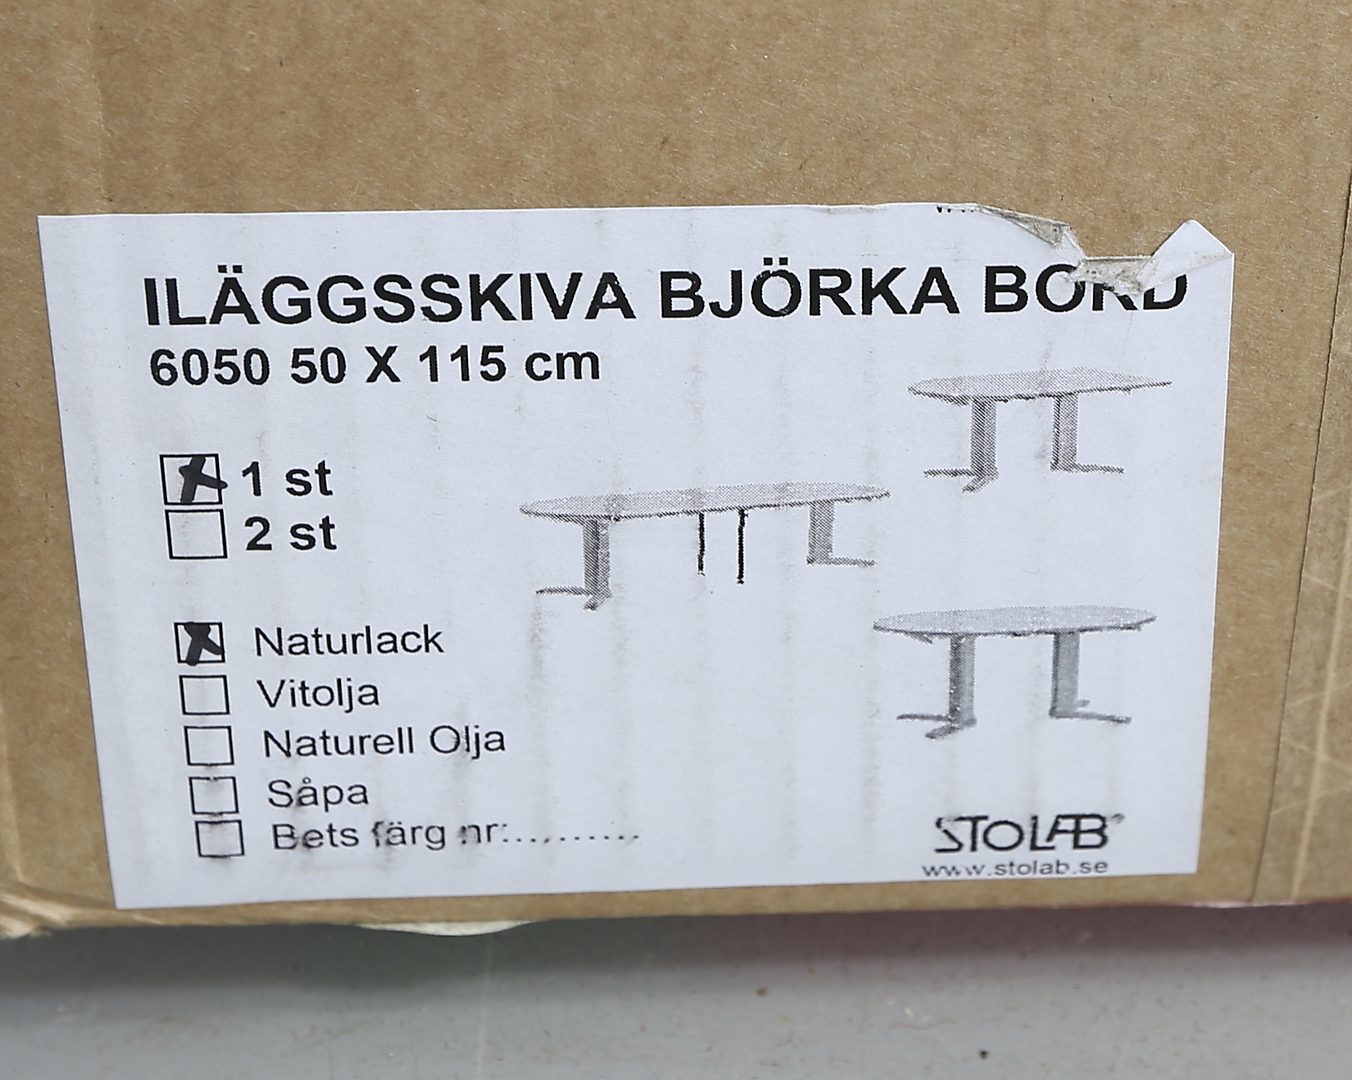 ILÄGGSSKIVA BJÖRKA BORD
6050 50 X 115 cm
1 st
2 st
Naturlack
Vitolja
Naturell Olja
Såpa
Bets färg nr:..........
STOLAB®
www.stolab.se